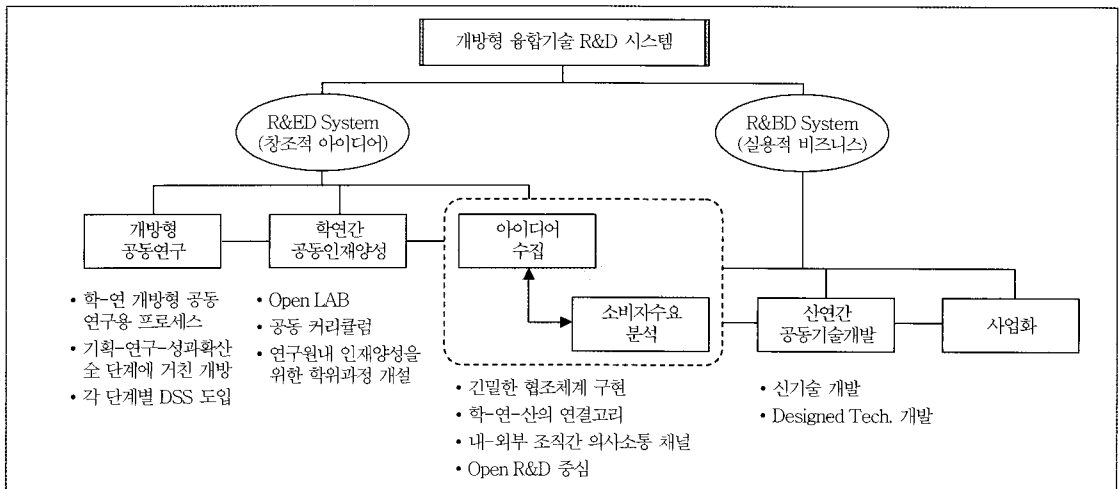 개방형 융합기술 R&D 시스템
R&ED System
(창조적 아이디어)
R&BD System
(실용적 비즈니스)
개방형
공동연구
학연간
공동인재양성
아이디어
수집
소비자수요
분석
산연간
공동기술개발
사업화
• 학-연 개방형 공동
연구용 프로세스
• 기획-연구-성과확산
全 단계에 거친 개방
• 각 단계별 DSS 도입
• Open LAB
• 공동 커리큘럼
• 연구원내 인재양성을
위한 학위과정 개설
• 긴밀한 협조체계 구현
• 학-연-산의 연결고리
• 내-외부 조직간 의사소통 채널
• Open R&D 중심
• 신기술 개발
• Designed Tech. 개발